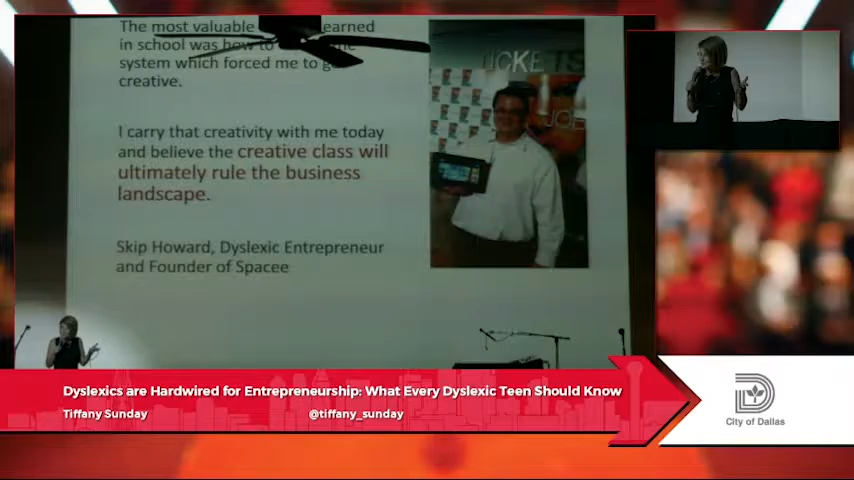 The most valuable earned
in school was how to
system which forced me to
creative.
I carry that creativity with me today
and believe the creative class will
ultimately rule the business
landscape.
Skip Howard, Dyslexic Entrepreneur
and Founder of Spacee
TICKETS
Dyslexics are Hardwired for Entrepreneurship: What Every Dyslexic Teen Should Know
Tiffany Sunday @tiffany_sunday
City of Dallas